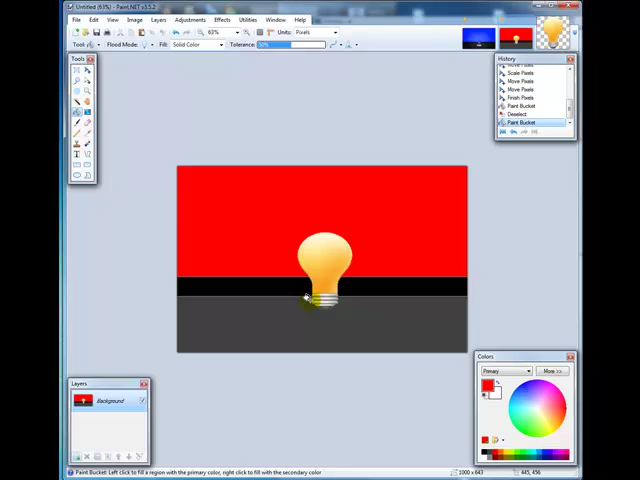 Untitled (63%) - Paint.NET v3.5.2
File Edit View Image Layers Adjustments Effects Utilities Window Help
63% Units: Pixels
Tool: Flood Mode: Fill: Solid Color Tolerance: 50%
Tools
History
Move Pixels
Scale Pixels
Move Pixels
Move Pixels
Finish Pixels
Paint Bucket
Deselect
Paint Bucket
Colors
Primary More >>
Layers
Background
Paint Bucket: Left click to fill a region with the primary color, right click to fill with the secondary color 1000 x 643 445, 456